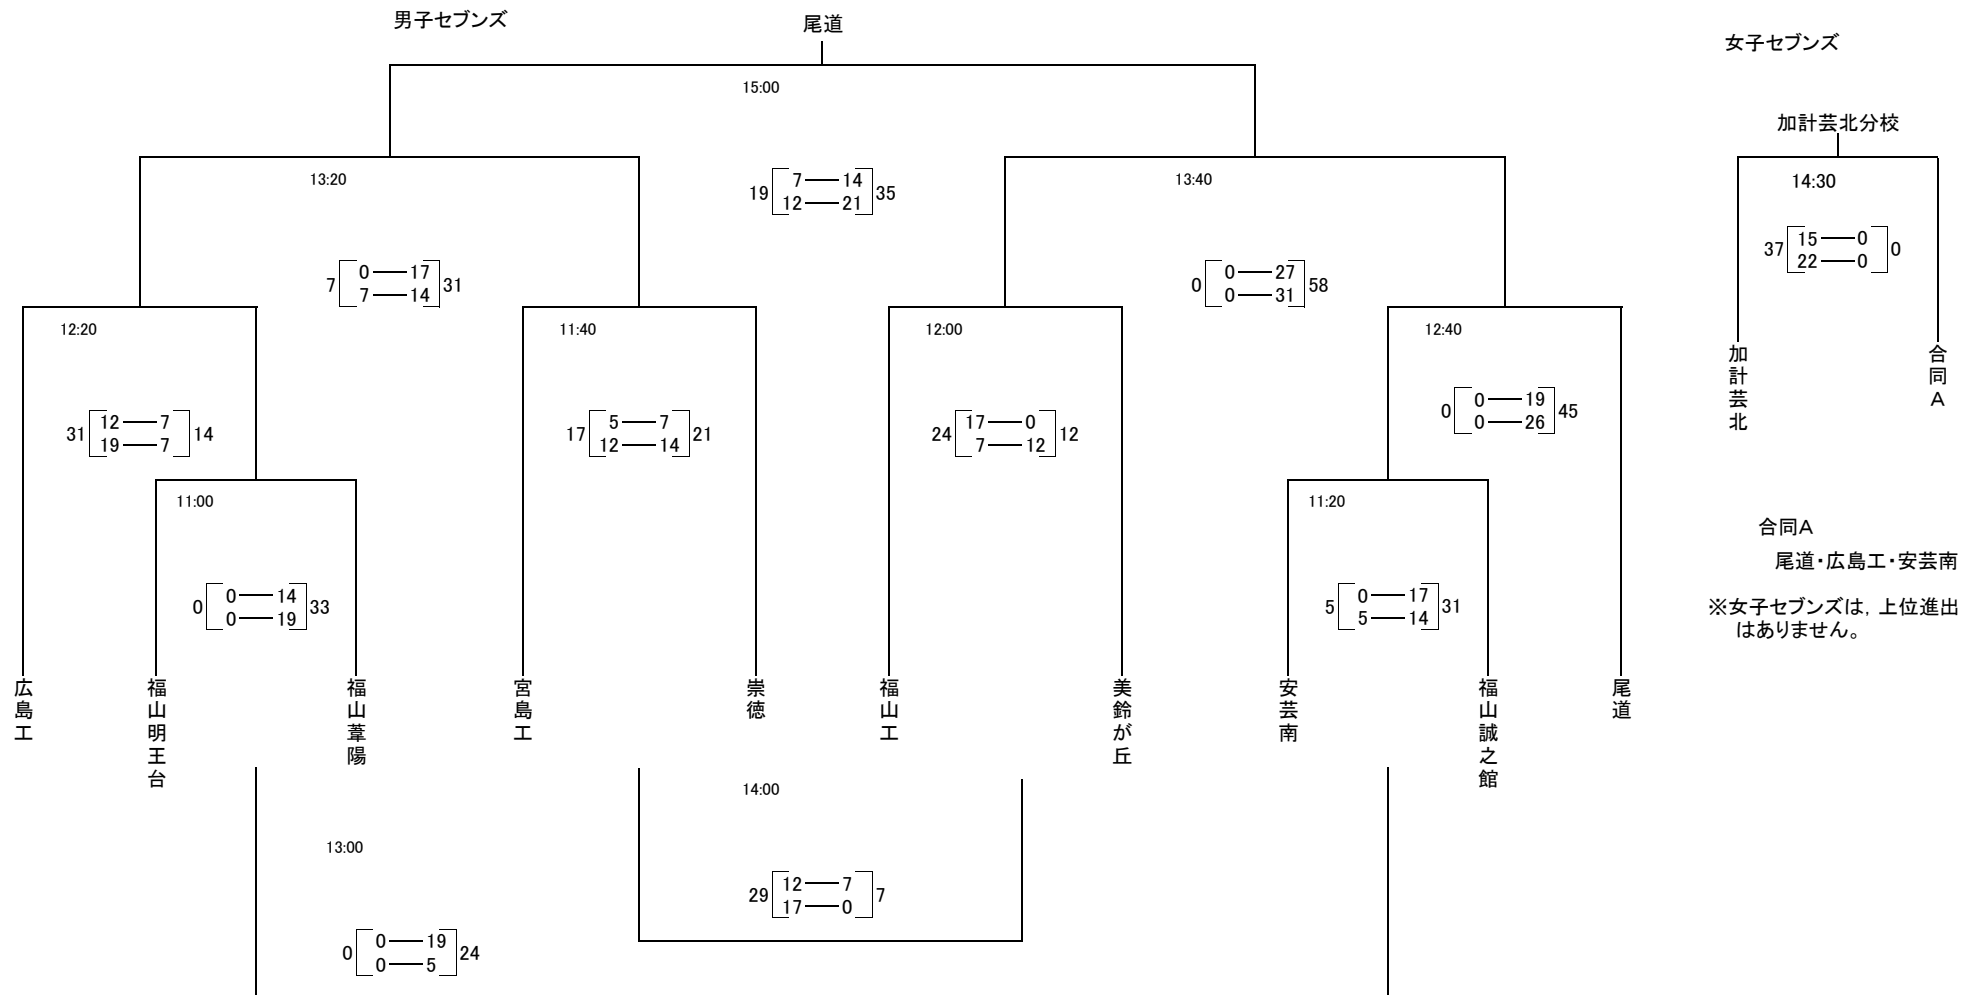 男子セブンズ
尾道
女子セブンズ
15:00
加計芸北分校
13:20
13:40
14:30
19 7 14 35
12 21
37 15 0 0
22 0
7 0 17 31
7 14
0 0 27 58
0 31
12:20
11:40
12:00
12:40
加計芸北
合同A
31 12 7 14
19 7
17 5 7 21
12 14
24 17 0 12
7 12
0 0 19 45
0 26
11:00
11:20
合同A
尾道・広島工・安芸南
※女子セブンズは,上位進出
はありません。
0 0 14 33
0 19
5 0 17 31
5 14
広島工
福山明王台
福山葦陽
宮島工
崇徳
福山工
美鈴が丘
安芸南
福山誠之館
尾道
14:00
13:00
29 12 7 7
17 0
0 0 19 24
0 5